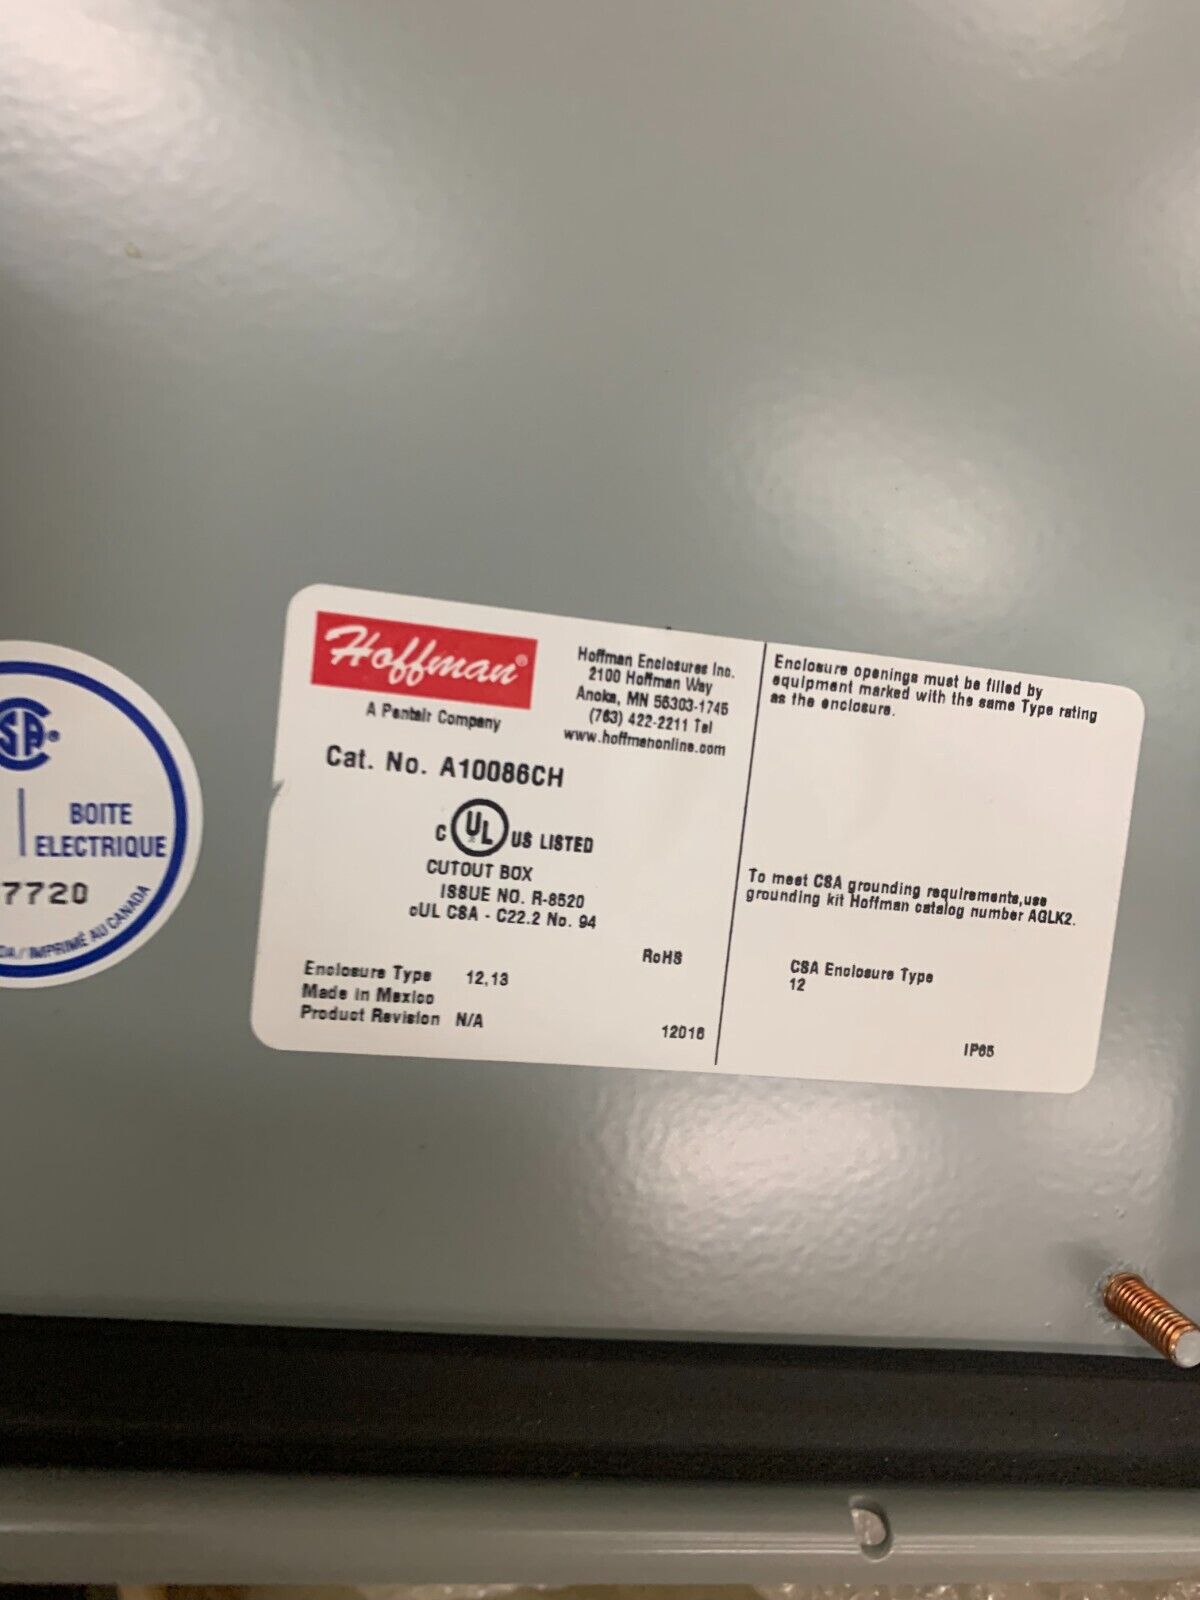 SA®
BOITE
ELECTRIQUE
7720
DA / IMPRIMÉ AU CANADA
Hoffman®
A Pentair Company
Hoffman Enclosures Inc.
2100 Hoffman Way
Anoka, MN 55303-1745
(763) 422-2211 Tel
www.hoffmanonline.com
Cat. No. A10086CH
C UL US LISTED
CUTOUT BOX
ISSUE NO. R-8520
cUL CSA - C22.2 No. 94
RoHS
Enclosure Type 12,13
Made in Mexico
Product Revision N/A
12016
Enclosure openings must be filled by
equipment marked with the same Type rating
as the enclosure.
To meet CSA grounding requirements,use
grounding kit Hoffman catalog number AGLK2.
CSA Enclosure Type
12
IP65